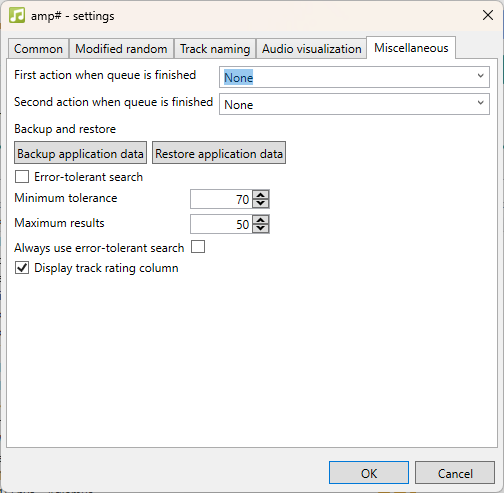 amp# - settings
Common Modified random Track naming Audio visualization Miscellaneous
First action when queue is finished None
Second action when queue is finished None
Backup and restore
Backup application data Restore application data
Error-tolerant search
Minimum tolerance 70
Maximum results 50
Always use error-tolerant search
Display track rating column
OK Cancel